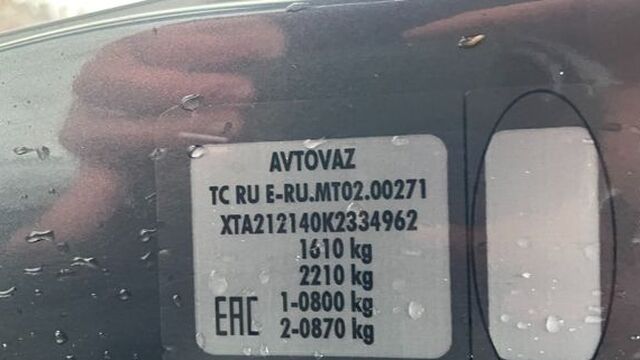 AVTOVAZ
TC RU E-RU.MT02.00271
XTA212140K2334962
1610 kg
2210 kg
1-0800 kg
EAC 2-0870 kg